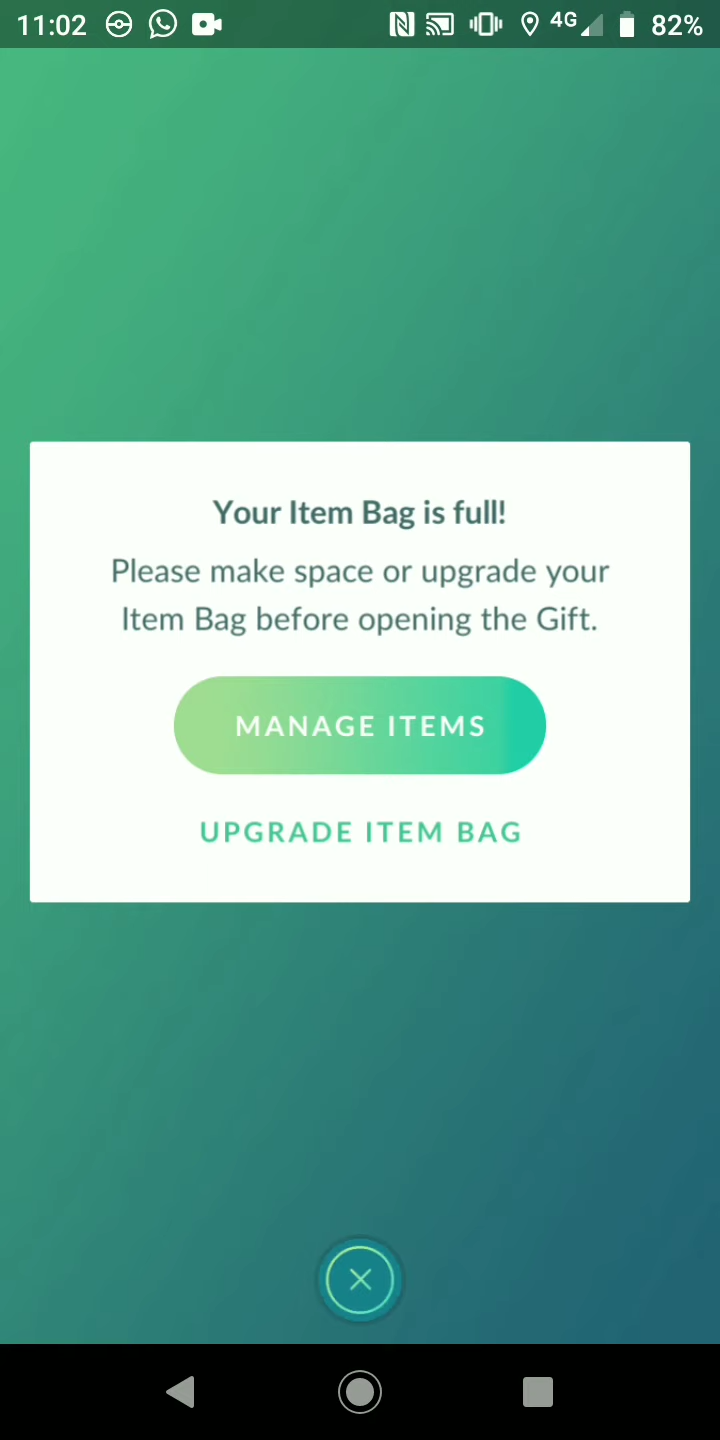 11:02 4G 82%
Your Item Bag is full!
Please make space or upgrade your
Item Bag before opening the Gift.
MANAGE ITEMS
UPGRADE ITEM BAG